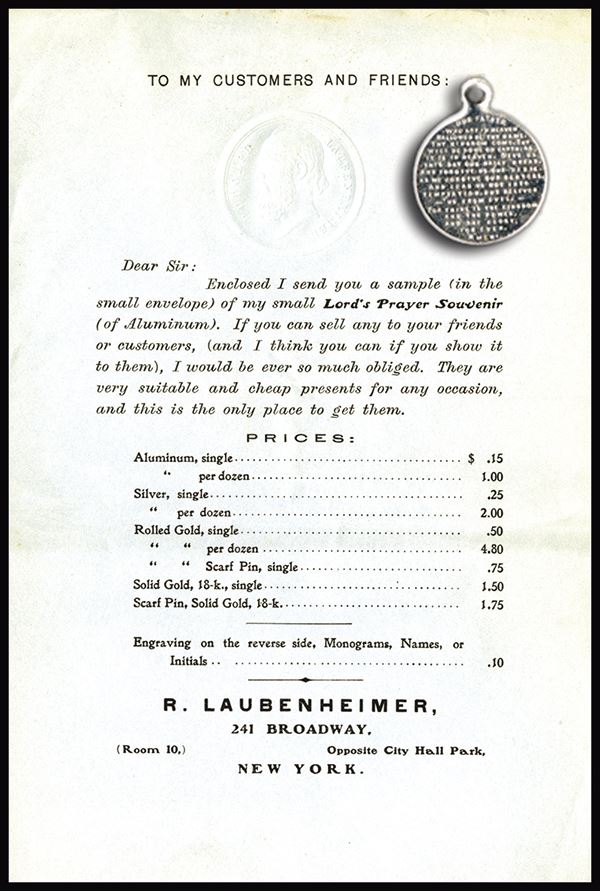 TO MY CUSTOMERS AND FRIENDS:
OUR FATHER
Dear Sir:
Enclosed I send you a sample (in the
small envelope) of my small Lord's Prayer Souvenir
(of Aluminum). If you can sell any to your friends
or customers, (and I think you can if you show it
to them), I would be ever so much obliged. They are
very suitable and cheap presents for any occasion,
and this is the only place to get them.
PRICES:
Aluminum, single........................................ $ .15
“ per dozen........................................ 1.00
Silver, single........................................ .25
“ per dozen........................................ 2.00
Rolled Gold, single........................................ .50
“ “ per dozen........................................ 4.80
“ “ Scarf Pin, single........................................ .75
Solid Gold, 18-k., single........................................ 1.50
Scarf Pin, Solid Gold, 18-k......................................... 1.75
Engraving on the reverse side, Monograms, Names, or
Initials.. ........................................ .10
R. LAUBENHEIMER,
241 BROADWAY,
(Room 10,) Opposite City Hall Park,
NEW YORK.